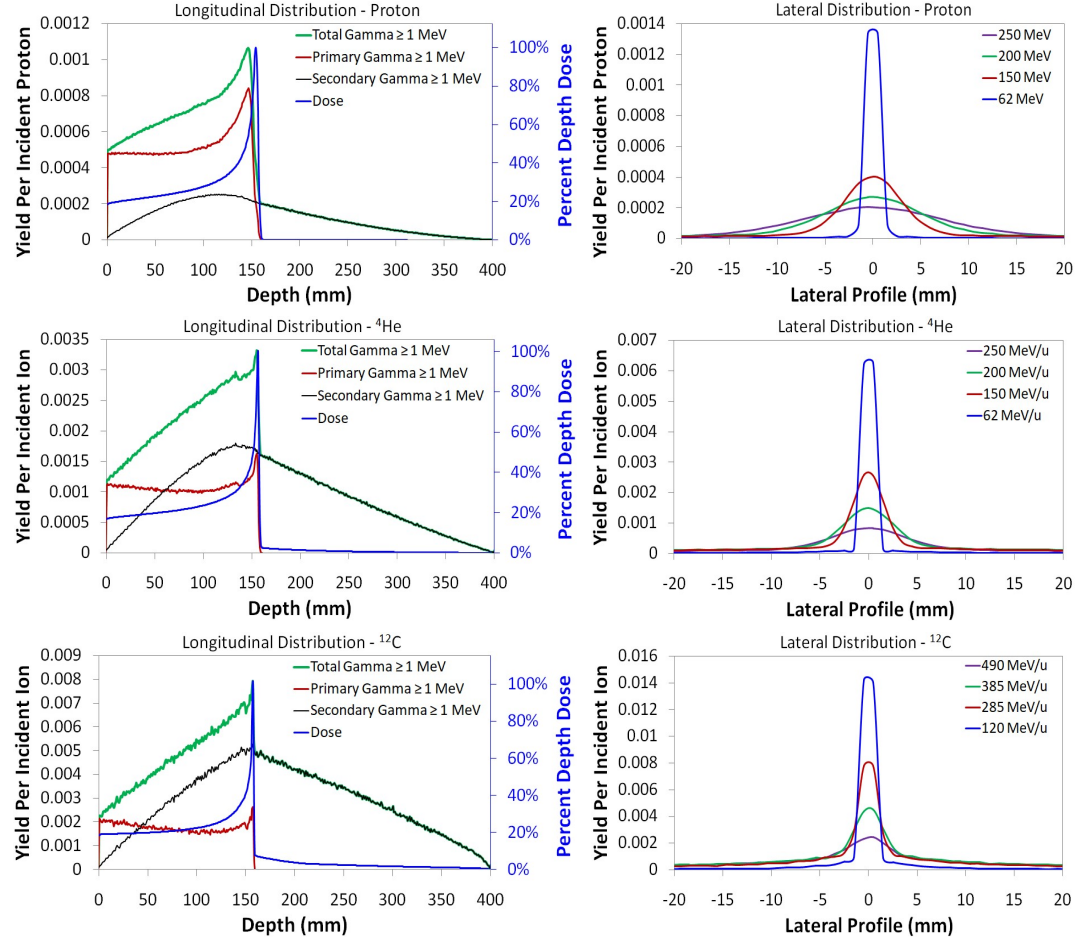 Longitudinal Distribution - Proton
Yield Per Incident Proton
0.0012
0.001
0.0008
0.0006
0.0004
0.0002
0
Total Gamma ≥ 1 MeV
Primary Gamma ≥ 1 MeV
Secondary Gamma ≥ 1 MeV
Dose
100%
80%
60%
40%
20%
0%
Percent Depth Dose
0 50 100 150 200 250 300 350 400
Depth (mm)
Lateral Distribution - Proton
Yield Per Incident Proton
0.0014
0.0012
0.001
0.0008
0.0006
0.0004
0.0002
0
250 MeV
200 MeV
150 MeV
62 MeV
-20 -15 -10 -5 0 5 10 15 20
Lateral Profile (mm)
Longitudinal Distribution - ⁴He
Yield Per Incident Ion
0.0035
0.003
0.0025
0.002
0.0015
0.001
0.0005
0
Total Gamma ≥ 1 MeV
Primary Gamma ≥ 1 MeV
Secondary Gamma ≥ 1 MeV
Dose
100%
80%
60%
40%
20%
0%
Percent Depth Dose
0 50 100 150 200 250 300 350 400
Depth (mm)
Lateral Distribution - ⁴He
Yield Per Incident Ion
0.007
0.006
0.005
0.004
0.003
0.002
0.001
0
250 MeV/u
200 MeV/u
150 MeV/u
62 MeV/u
-20 -15 -10 -5 0 5 10 15 20
Lateral Profile (mm)
Longitudinal Distribution - ¹²C
Yield Per Incident Ion
0.009
0.008
0.007
0.006
0.005
0.004
0.003
0.002
0.001
0
Total Gamma ≥ 1 MeV
Primary Gamma ≥ 1 MeV
Secondary Gamma ≥ 1 MeV
Dose
100%
80%
60%
40%
20%
0%
Percent Depth Dose
0 50 100 150 200 250 300 350 400
Depth (mm)
Lateral Distribution - ¹²C
Yield Per Incident Ion
0.016
0.014
0.012
0.01
0.008
0.006
0.004
0.002
0
490 MeV/u
385 MeV/u
285 MeV/u
120 MeV/u
-20 -15 -10 -5 0 5 10 15 20
Lateral Profile (mm)